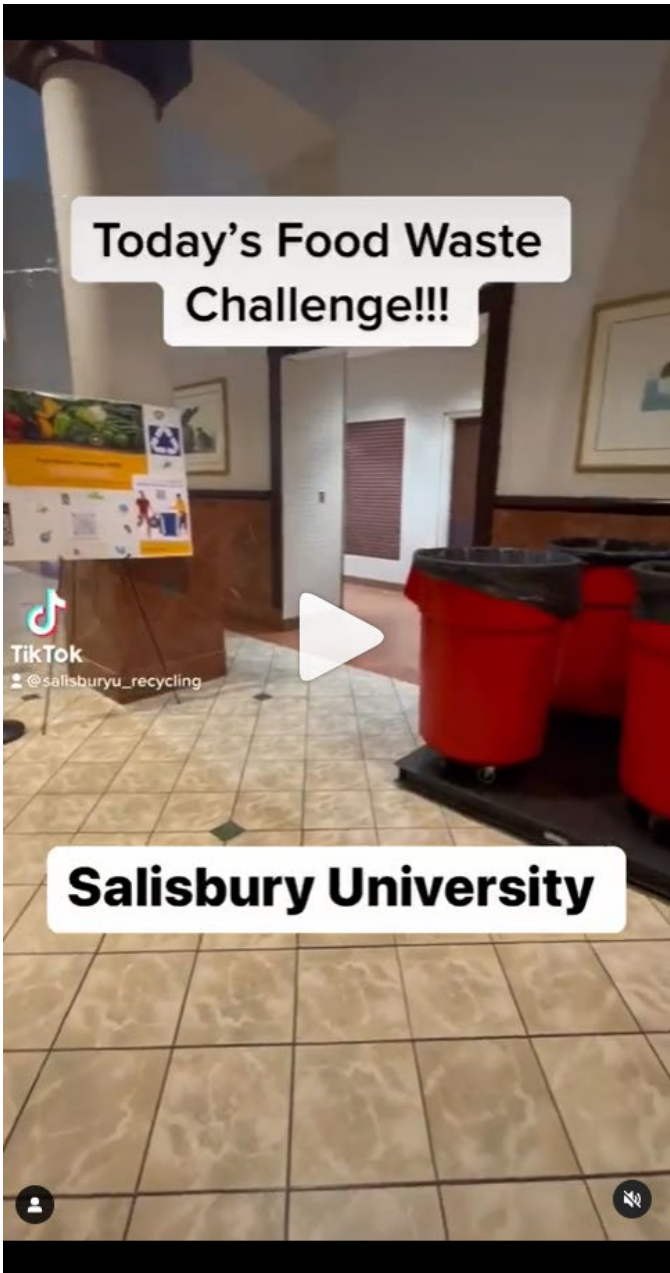 Today’s Food Waste
Challenge!!!
TikTok
@salisburyu_recycling
Salisbury University